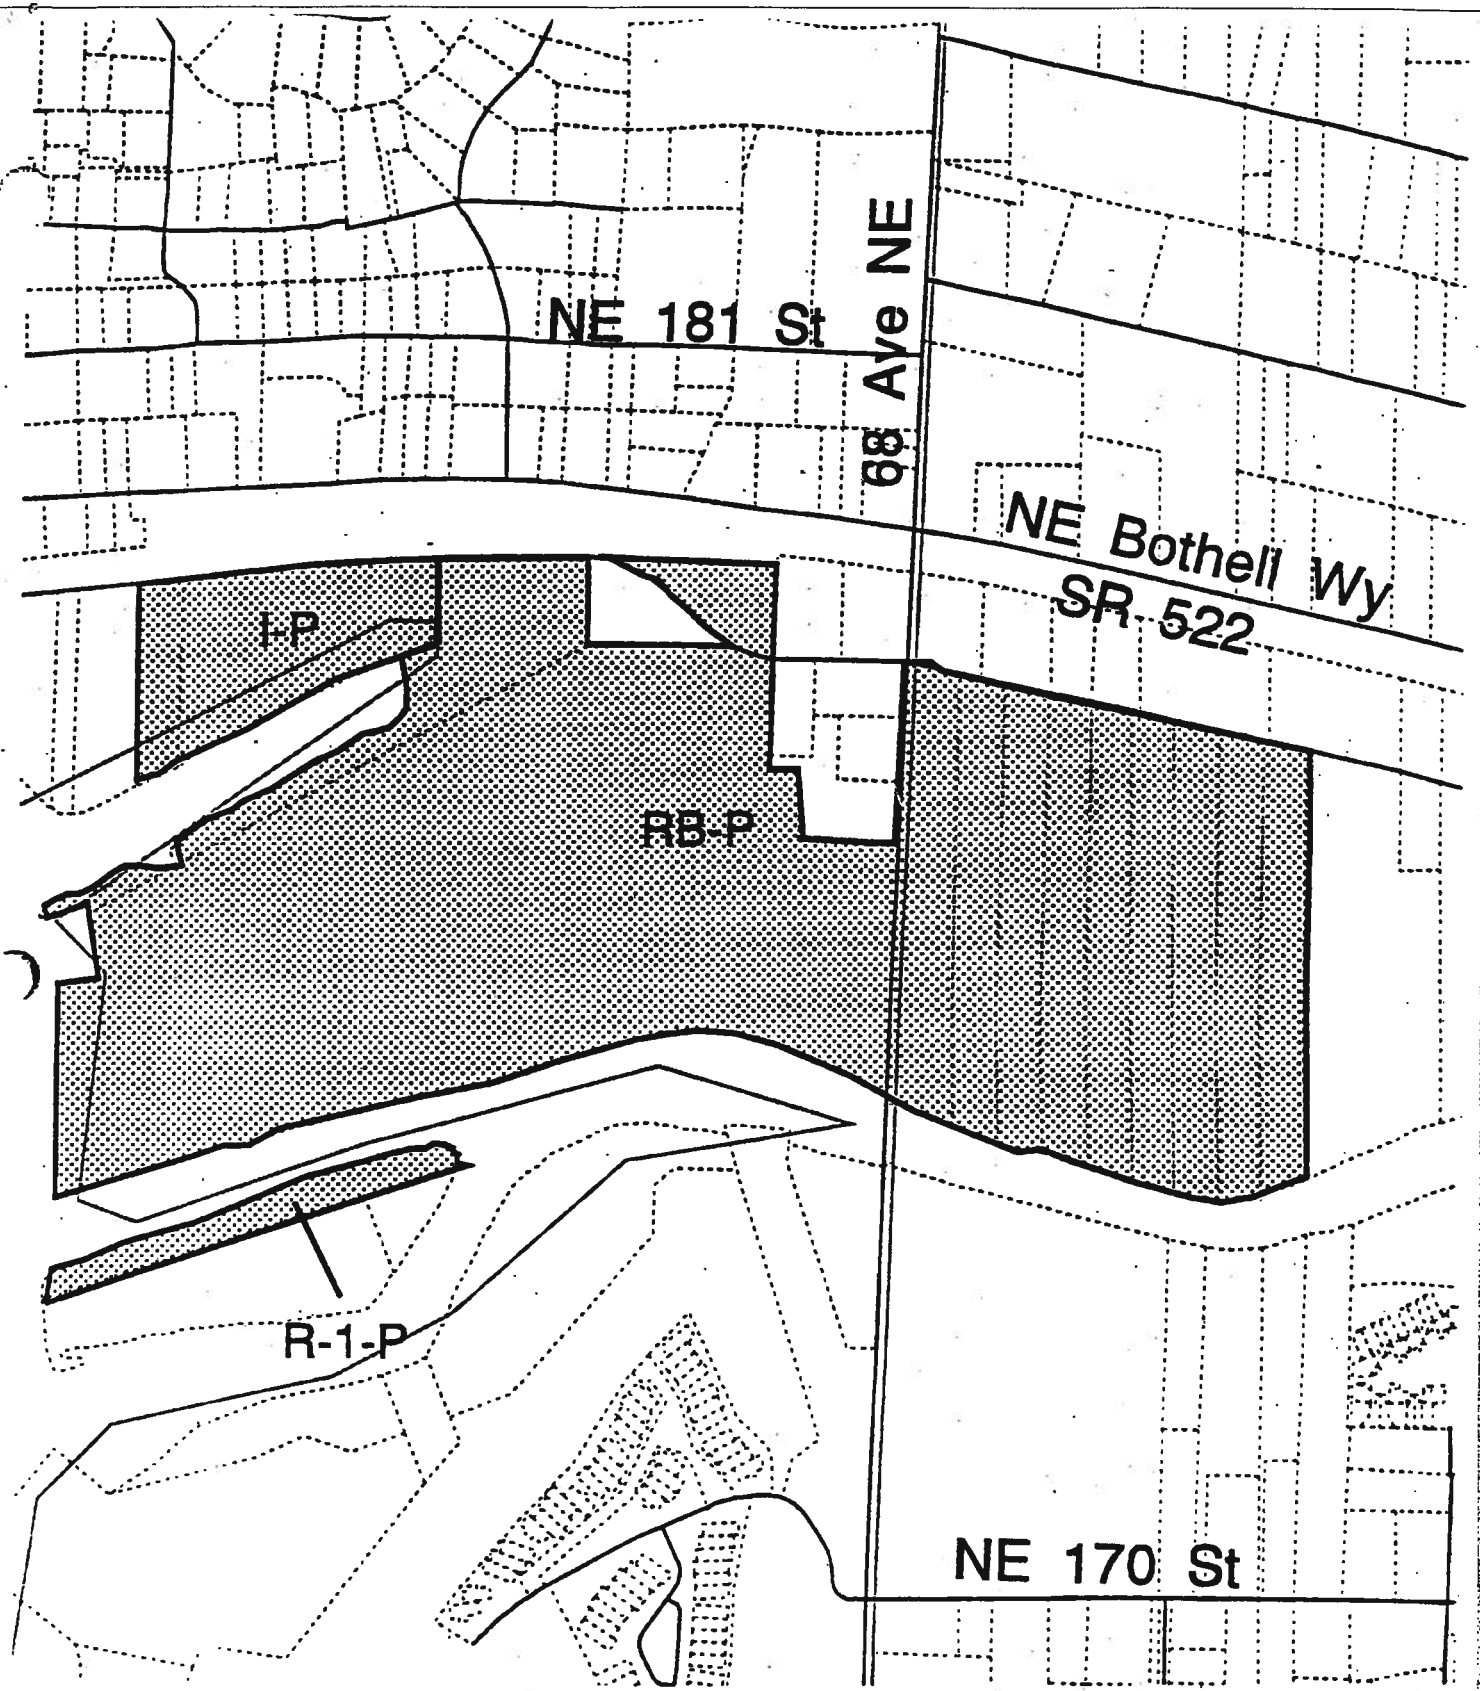 68 Ave NE
NE 181 St
NE Bothell Wy
SR 522
I-P
RB-P
R-1-P
NE 170 St